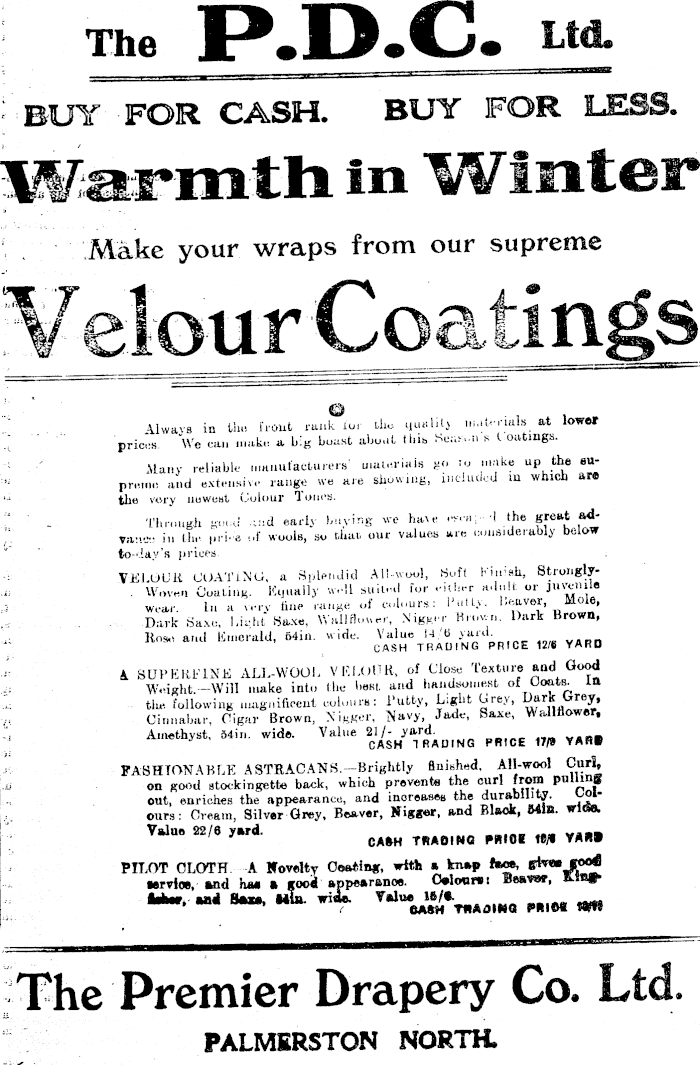 The P.D.C. Ltd.
BUY FOR CASH. BUY FOR LESS.
Warmth in Winter
Make your wraps from our supreme
Velour Coatings
Always in the front rank for the quality materials at lower
prices. We can make a big boast about this Season's Coatings.
Many reliable manufacturers' materials go to make up the su-
preme and extensive range we are showing, included in which are
the very newest Colour Tones.
Through good and early buying we have escaped the great ad-
vance in the price of wools, so that our values are considerably below
to-day's prices
VELOUR COATING, a Splendid All-wool, Soft Finish, Strongly-
Woven Coating. Equally well suited for either adult or juvenile
wear. In a very fine range of colours: Putty, Beaver, Mole,
Dark Saxe, Light Saxe, Wallflower, Nigger Brown, Dark Brown,
Rose and Emerald, 54in. wide. Value 14/6 yard.
CASH TRADING PRICE 12/6 YARD
A SUPERFINE ALL-WOOL VELOUR, of Close Texture and Good
Weight.—Will make into the best and handsomest of Coats. In
the following magnificent colours: Putty, Light Grey, Dark Grey,
Cinnabar, Cigar Brown, Nigger, Navy, Jade, Saxe, Wallflower,
Amethyst, 54in. wide. Value 21/- yard.
CASH TRADING PRICE 17/9 YARD
FASHIONABLE ASTRACANS.—Brightly finished, All-wool Curl,
on good stockingette back, which prevents the curl from pulling
out, enriches the appearance, and increases the durability. Col-
ours: Cream, Silver Grey, Beaver, Nigger, and Black, 54in. wide.
Value 22/6 yard.
CASH TRADING PRICE YARD
PILOT CLOTH.—A Novelty Coating, with a knap face, gives good
service, and has a good appearance. Colours: Beaver, King-
fisher, and Saxe, 54in. wide. Value 15/6.
CASH TRADING PRICE
The Premier Drapery Co. Ltd.
PALMERSTON NORTH.